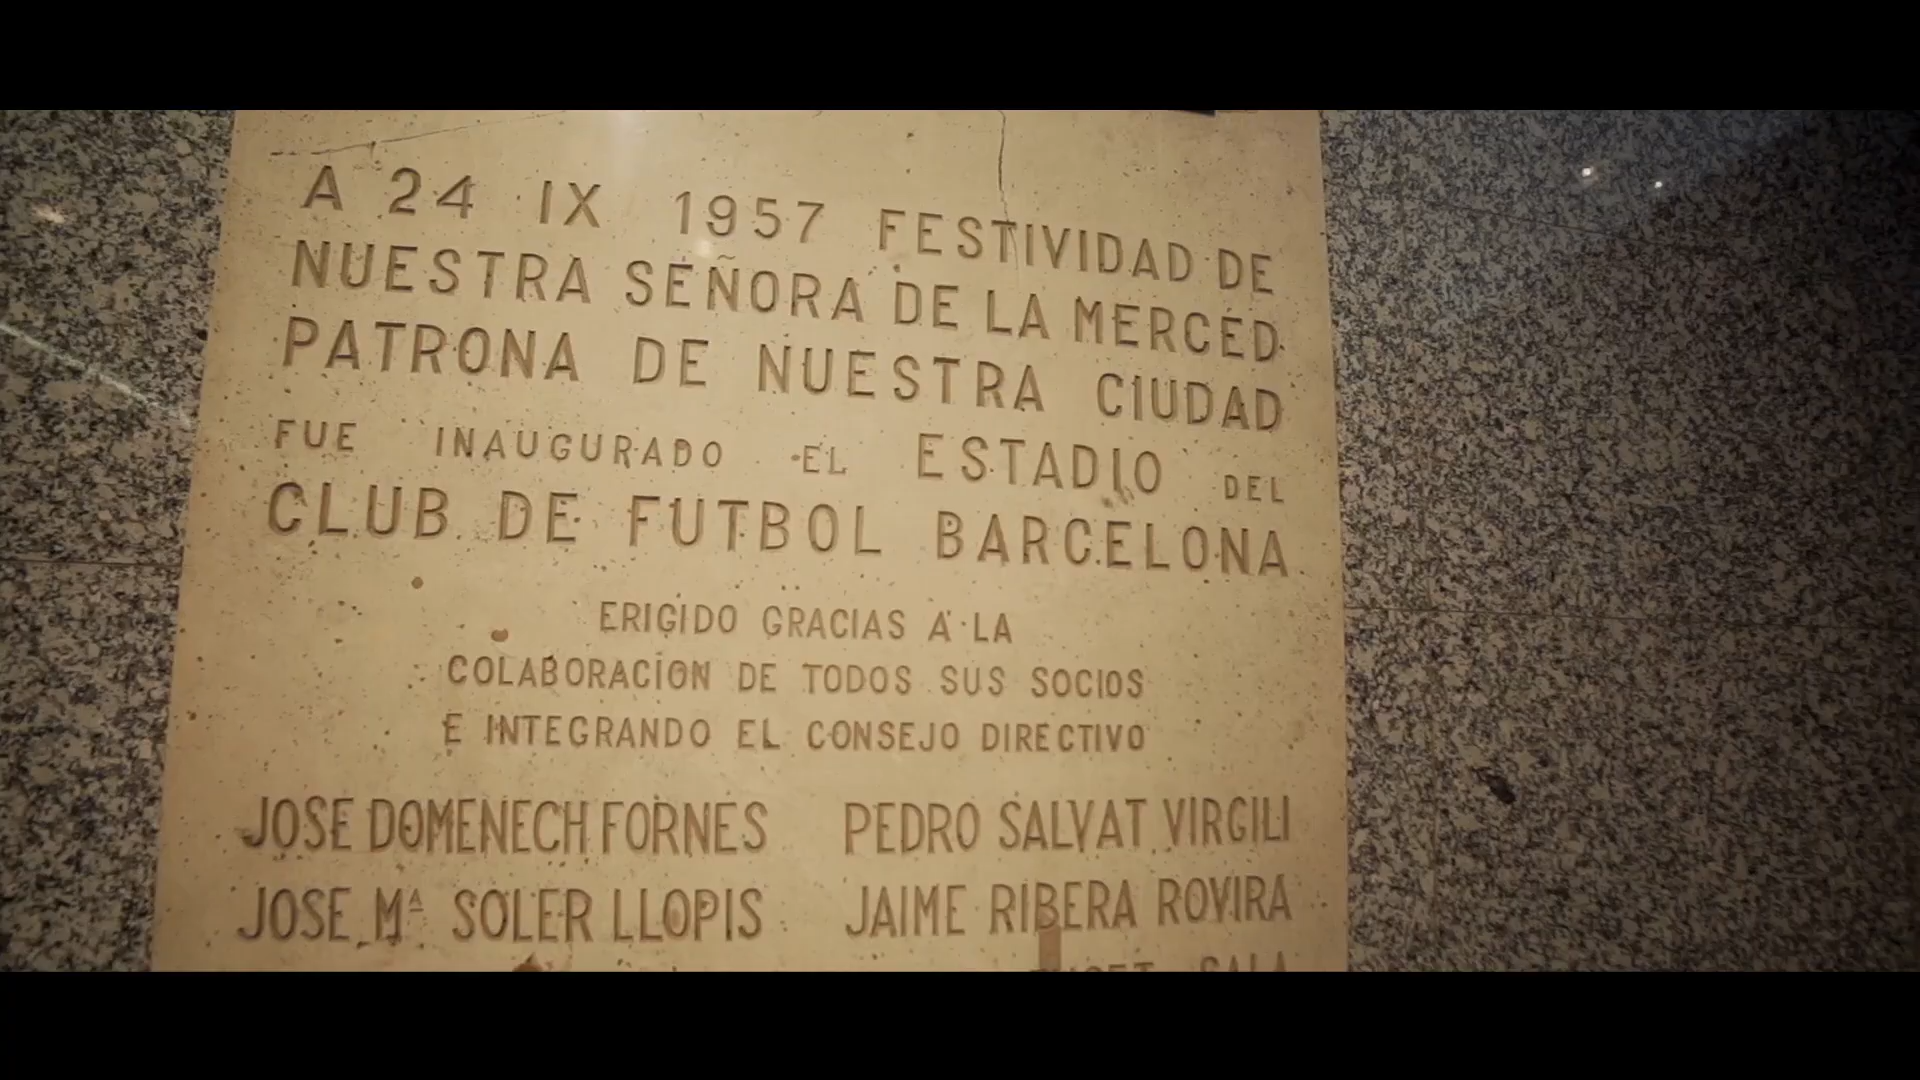 A 24 IX 1957 FESTIVIDAD DE
NUESTRA SEÑORA DE LA MERCED
PATRONA DE NUESTRA CIUDAD
FUE INAUGURADO EL ESTADIO DEL
CLUB DE FUTBOL BARCELONA
ERIGIDO GRACIAS A LA
COLABORACION DE TODOS SUS SOCIOS
E INTEGRANDO EL CONSEJO DIRECTIVO
JOSE DOMENECH FORNES PEDRO SALVAT VIRGILI
JOSE Mª SOLER LLOPIS JAIME RIBERA ROVIRA
SALA